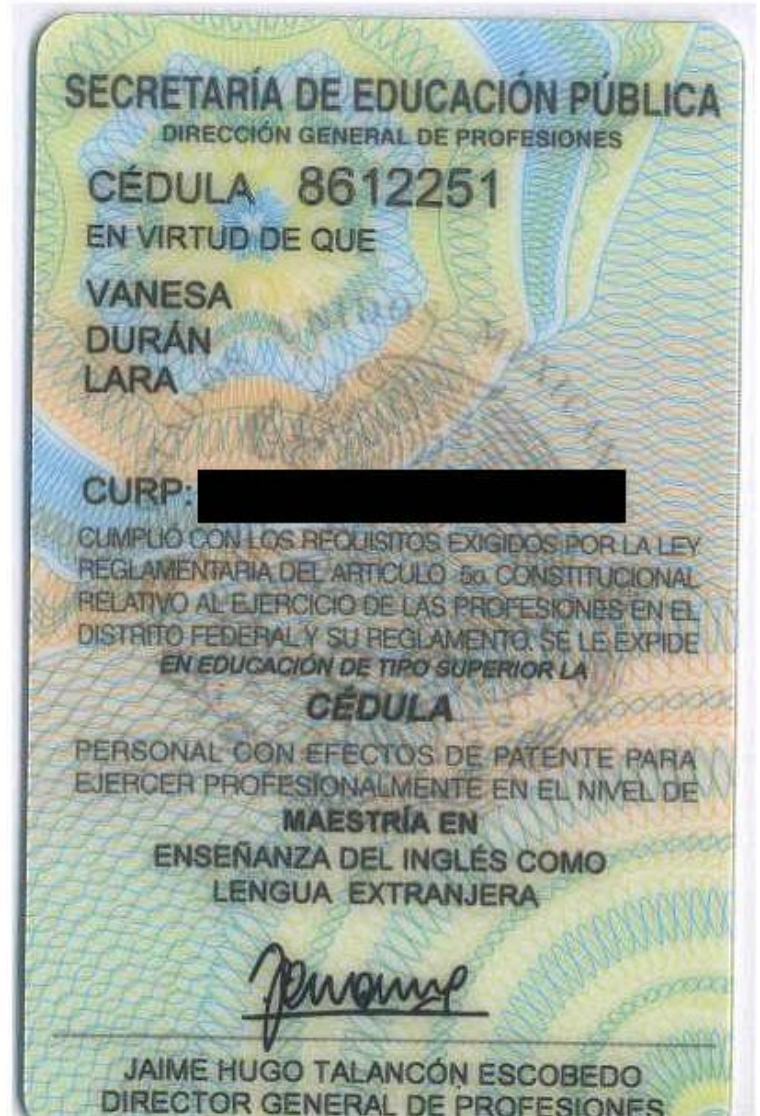 SECRETARÍA DE EDUCACIÓN PÚBLICA
DIRECCIÓN GENERAL DE PROFESIONES
CÉDULA 8612251
EN VIRTUD DE QUE
VANESA
DURÁN
LARA
CURP:
CUMPLIO CON LOS REQUISITOS EXIGIDOS POR LA LEY
REGLAMENTARIA DEL ARTICULO 5o. CONSTITUCIONAL
RELATIVO AL EJERCICIO DE LAS PROFESIONES EN EL
DISTRITO FEDERAL Y SU REGLAMENTO. SE LE EXPIDE
EN EDUCACIÓN DE TIPO SUPERIOR LA
CÉDULA
PERSONAL CON EFECTOS DE PATENTE PARA
EJERCER PROFESIONALMENTE EN EL NIVEL DE
MAESTRÍA EN
ENSEÑANZA DEL INGLÉS COMO
LENGUA EXTRANJERA
JAIME HUGO TALANCÓN ESCOBEDO
DIRECTOR GENERAL DE PROFESIONES